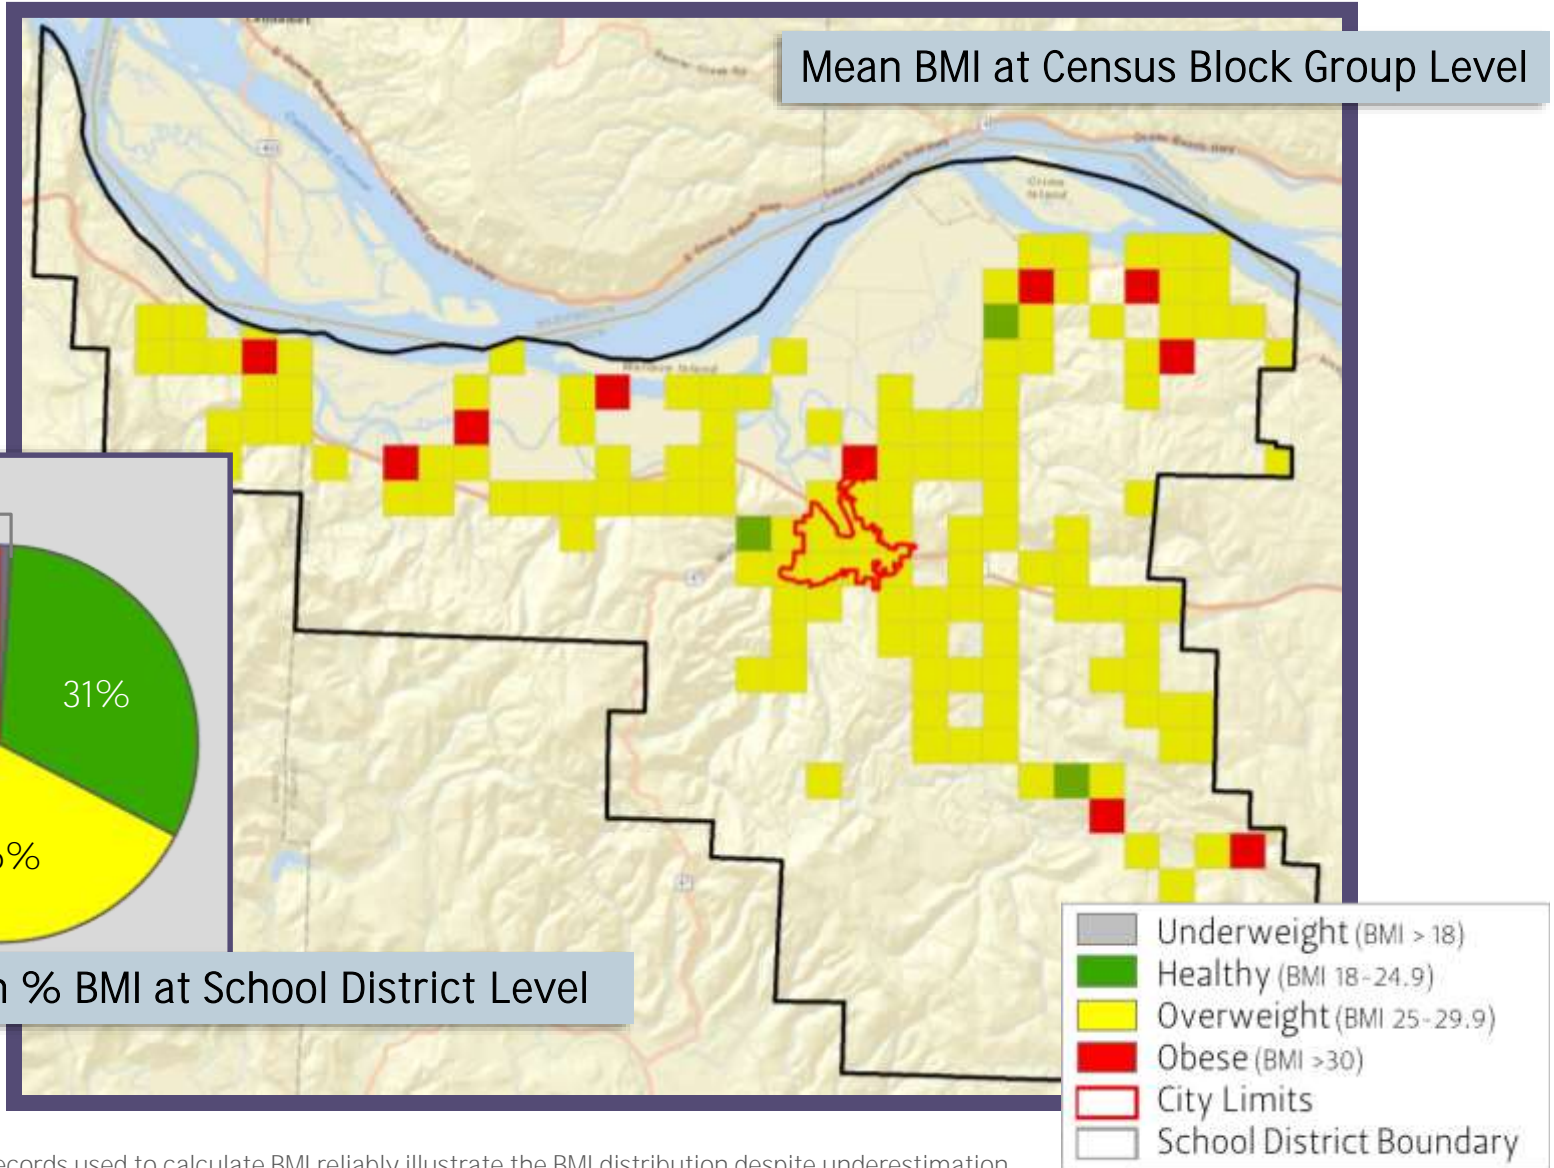 Mean BMI at Census Block Group Level
Island
Island
31%
%
% BMI at School District Level
Underweight (BMI > 18)
Healthy (BMI 18-24.9)
Overweight (BMI 25-29.9)
Obese (BMI >30)
City Limits
School District Boundary
used to calculate BMI reliably illustrate the BMI distribution despite underestimation